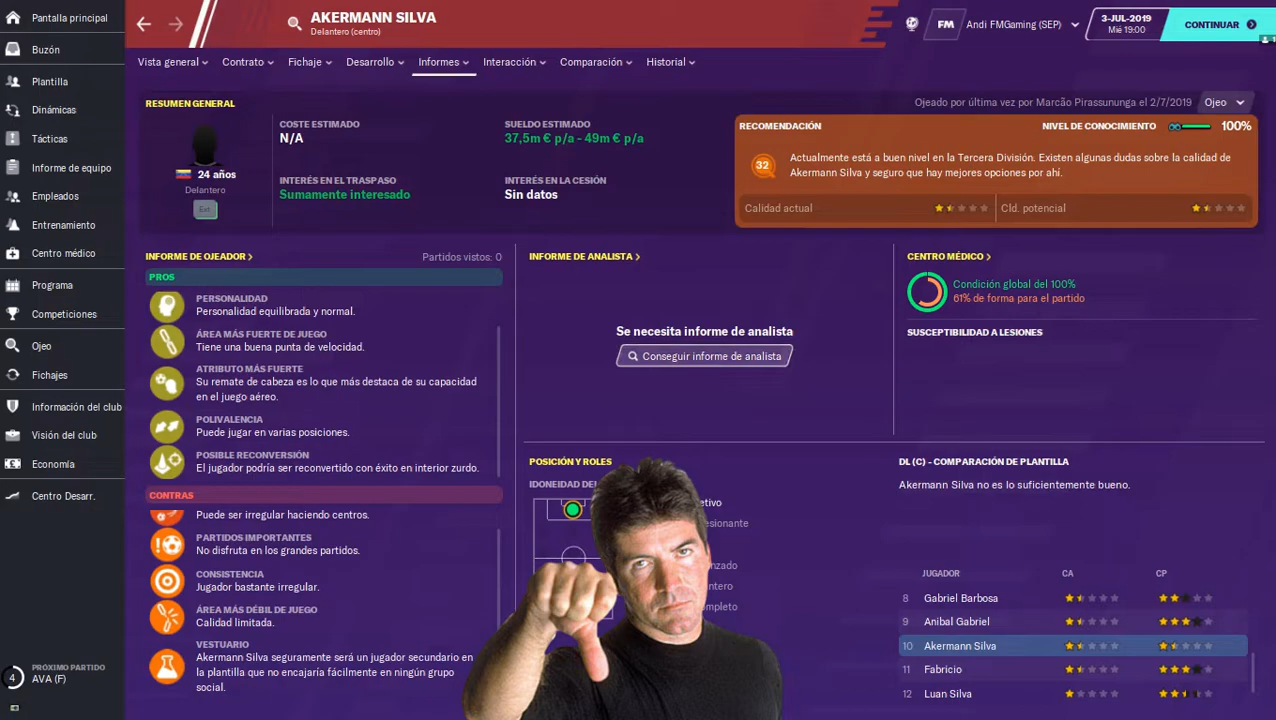 Pantalla principal
Buzón
Plantilla
Dinámicas
Tácticas
Informe de equipo
Empleados
Entrenamiento
Centro médico
Programa
Competiciones
Ojeo
Fichajes
Información del club
Visión del club
Economía
Centro Desarr.
PRÓXIMO PARTIDO
4
AVA (F)
AKERMANN SILVA
Delantero (centro)
FM
Andi FMGaming (SEP)
3-JUL-2019
Mié 19:00
CONTINUAR
1
Vista general
Contrato
Fichaje
Desarrollo
Informes
Interacción
Comparación
Historial
RESUMEN GENERAL
Ojeado por última vez por Marcão Pirassununga el 2/7/2019
Ojeo
24 años
Delantero
Ext
COSTE ESTIMADO
N/A
SUELDO ESTIMADO
37,5m € p/a - 49m € p/a
INTERÉS EN EL TRASPASO
Sumamente interesado
INTERÉS EN LA CESIÓN
Sin datos
RECOMENDACIÓN
NIVEL DE CONOCIMIENTO
100%
32
Actualmente está a buen nivel en la Tercera División. Existen algunas dudas sobre la calidad de
Akermann Silva y seguro que hay mejores opciones por ahí.
Calidad actual
Cld. potencial
INFORME DE OJEADOR
Partidos vistos: 0
PROS
PERSONALIDAD
Personalidad equilibrada y normal.
ÁREA MÁS FUERTE DE JUEGO
Tiene una buena punta de velocidad.
ATRIBUTO MÁS FUERTE
Su remate de cabeza es lo que más destaca de su capacidad
en el juego aéreo.
POLIVALENCIA
Puede jugar en varias posiciones.
POSIBLE RECONVERSIÓN
El jugador podría ser reconvertido con éxito en interior zurdo.
CONTRAS
Puede ser irregular haciendo centros.
PARTIDOS IMPORTANTES
No disfruta en los grandes partidos.
CONSISTENCIA
Jugador bastante irregular.
ÁREA MÁS DÉBIL DE JUEGO
Calidad limitada.
VESTUARIO
Akermann Silva seguramente será un jugador secundario en
la plantilla que no encajaría fácilmente en ningún grupo
social.
INFORME DE ANALISTA
Se necesita informe de analista
Conseguir informe de analista
CENTRO MÉDICO
Condición global del 100%
61% de forma para el partido
SUSCEPTIBILIDAD A LESIONES
POSICIÓN Y ROLES
IDONEIDAD DE
etivo
esionante
nzado
ntero
mpleto
DL (C) - COMPARACIÓN DE PLANTILLA
Akermann Silva no es lo suficientemente bueno.
JUGADOR
CA
CP
8 Gabriel Barbosa
9 Anibal Gabriel
10 Akermann Silva
11 Fabricio
12 Luan Silva